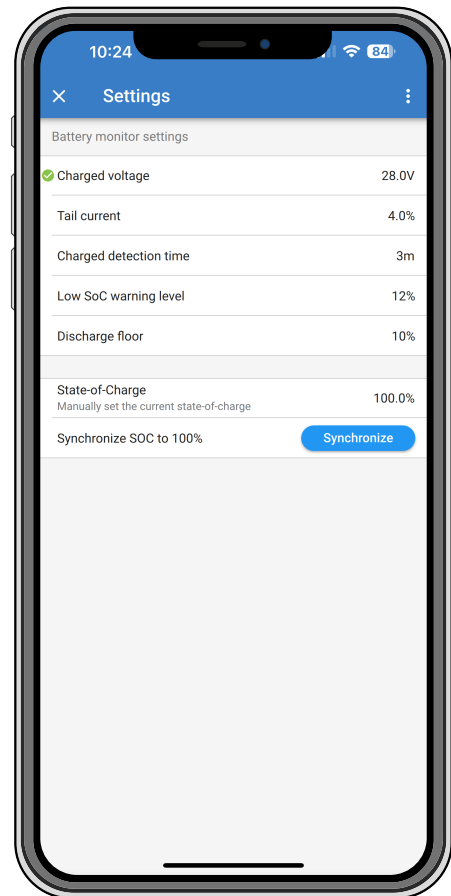 10:24
84
Settings
Battery monitor settings
Charged voltage 28.0V
Tail current 4.0%
Charged detection time 3m
Low SoC warning level 12%
Discharge floor 10%
State-of-Charge 100.0%
Manually set the current state-of-charge
Synchronize SOC to 100% Synchronize